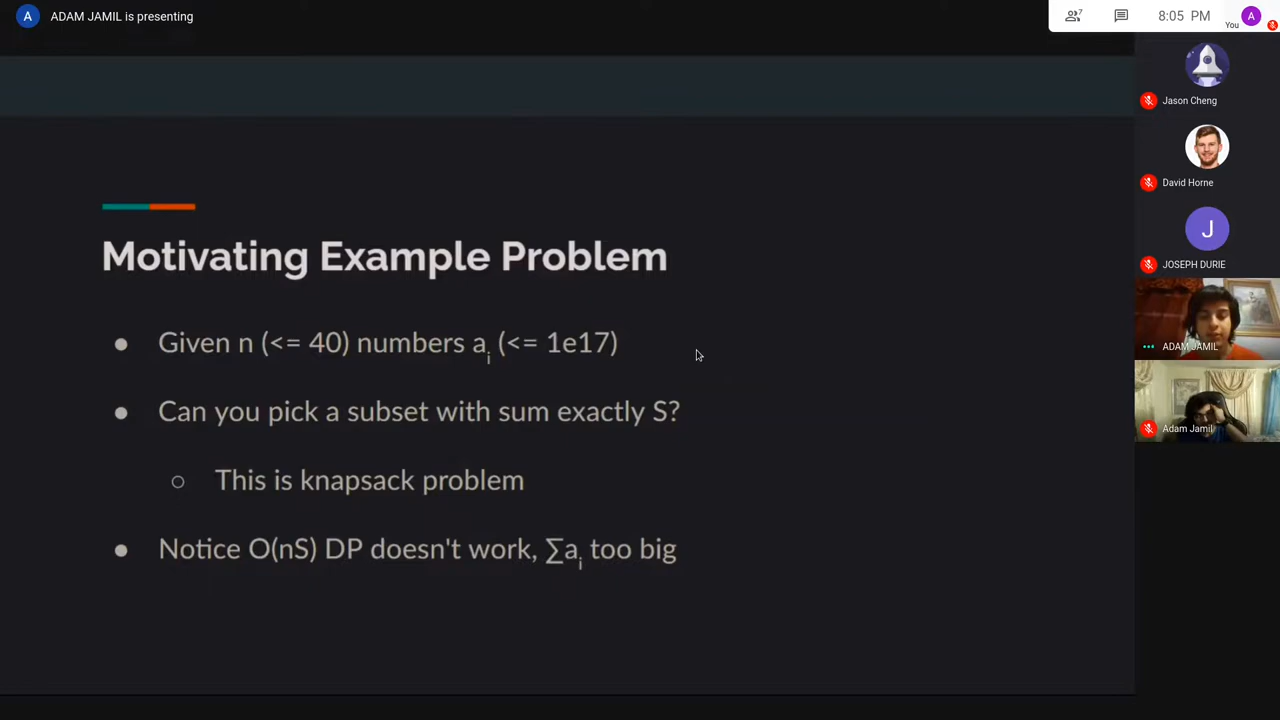 A ADAM JAMIL is presenting
7 8:05 PM You A
Jason Cheng
David Horne
J
JOSEPH DURIE
ADAM JAMIL
Adam Jamil
Motivating Example Problem
● Given n (<= 40) numbers aᵢ (<= 1e17)
● Can you pick a subset with sum exactly S?
○ This is knapsack problem
● Notice O(nS) DP doesn't work, ∑aᵢ too big